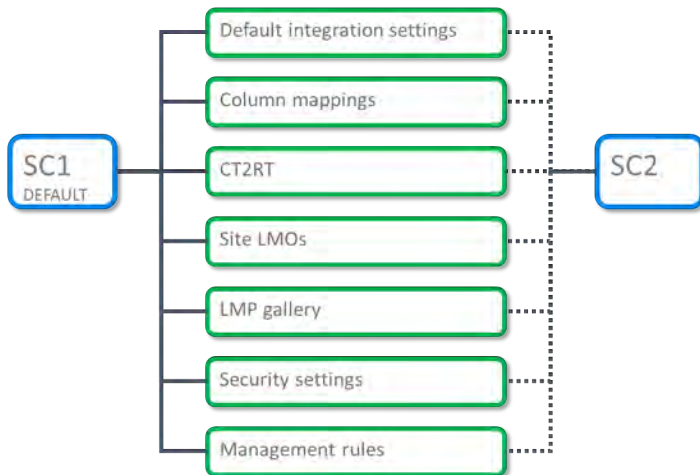 Default integration settings
Column mappings
SC1
DEFAULT
CT2RT
SC2
Site LMOs
LMP gallery
Security settings
Management rules